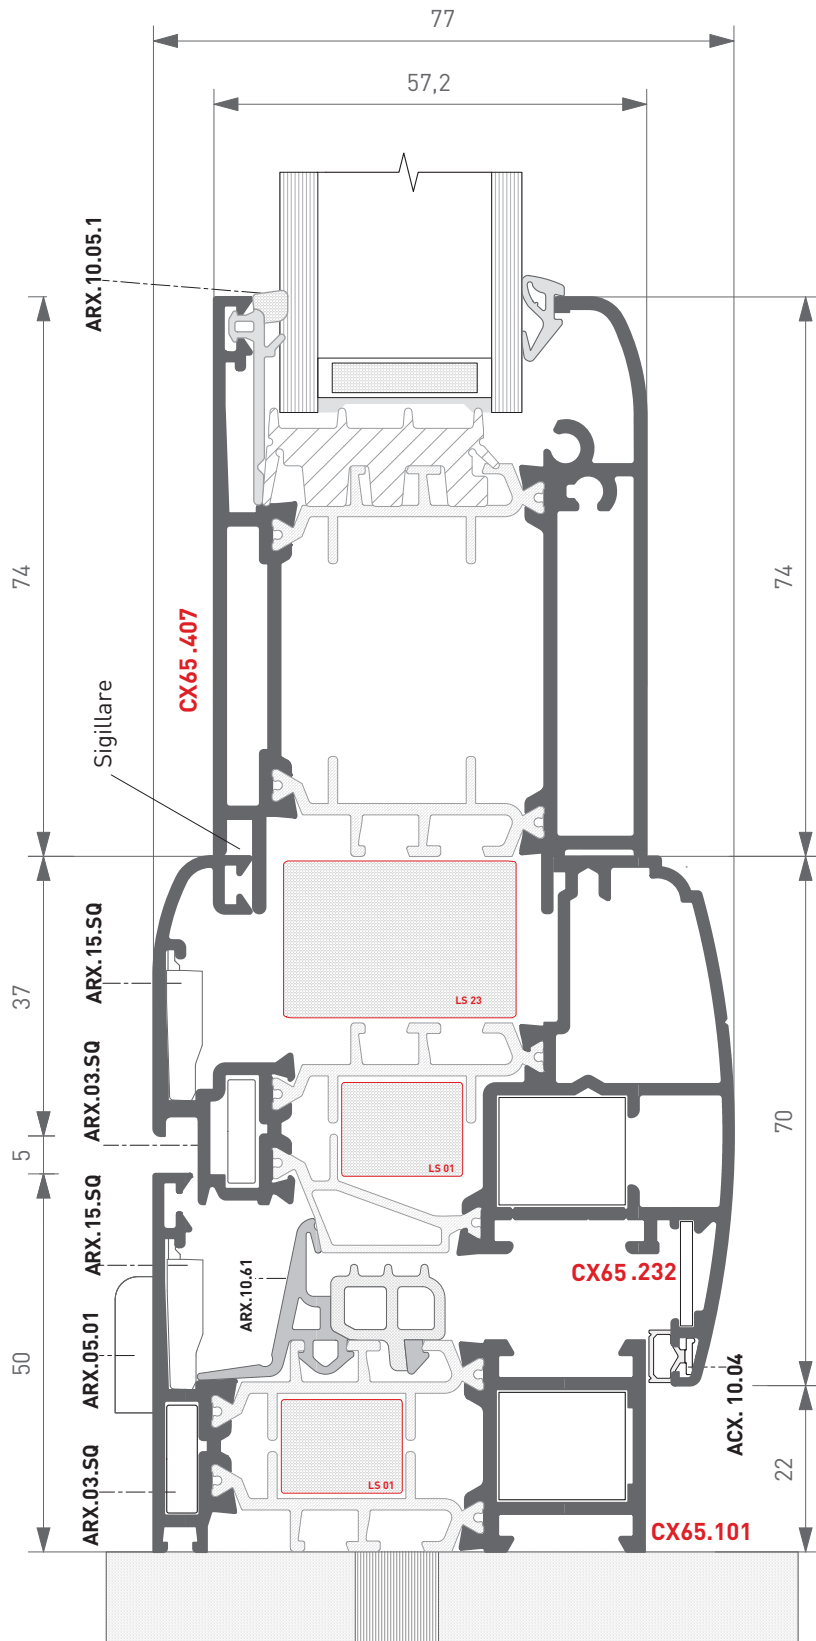 77
57,2
ARX.10.05.1
74
74
CX65.407
Sigillare
ARX.15.SQ
LS 23
37
ARX.03.SQ
70
5
LS 01
ARX.15.SQ
ARX.10.61
CX65.232
ARX.05.01
50
ACX. 10.04
ARX.03.SQ
LS 01
22
CX65.101